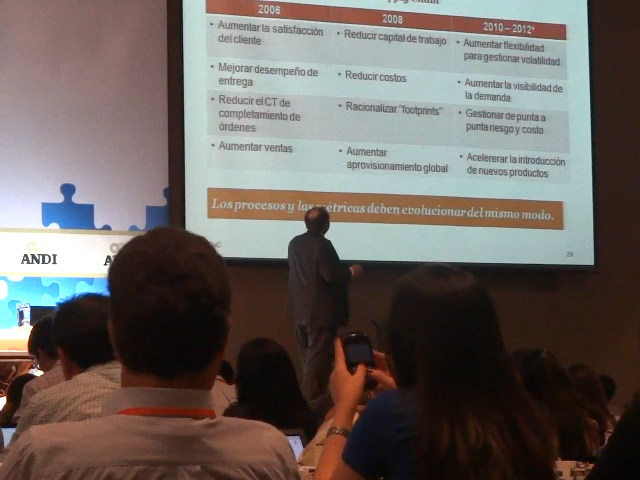 2006 2008 2010 – 2012*
Aumentar la satisfacción
del cliente
Reducir capital de trabajo
Aumentar flexibilidad
para gestionar volatilidad
Mejorar desempeño de
entrega
Reducir costos
Aumentar la visibilidad de
la demanda
Reducir el CT de
completamiento de
órdenes
Racionalizar "footprints"
Gestionar de punta a
punta riesgo y costo
Aumentar ventas
Aumentar
aprovisionamiento global
Acelererar la introducción
de nuevos productos
Los procesos y las métricas deben evolucionar del mismo modo.
ANDI